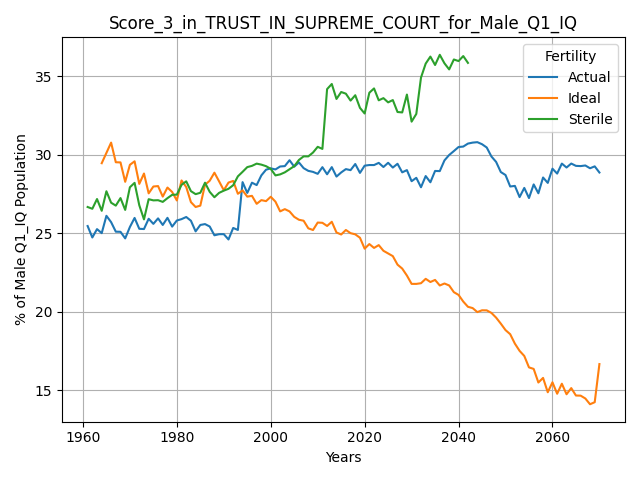 Score_3_in_TRUST_IN_SUPREME_COURT_for_Male_Q1_IQ
Fertility
Actual
Ideal
Sterile
% of Male Q1_IQ Population
35
30
25
20
15
1960
1980
2000
2020
2040
2060
Years